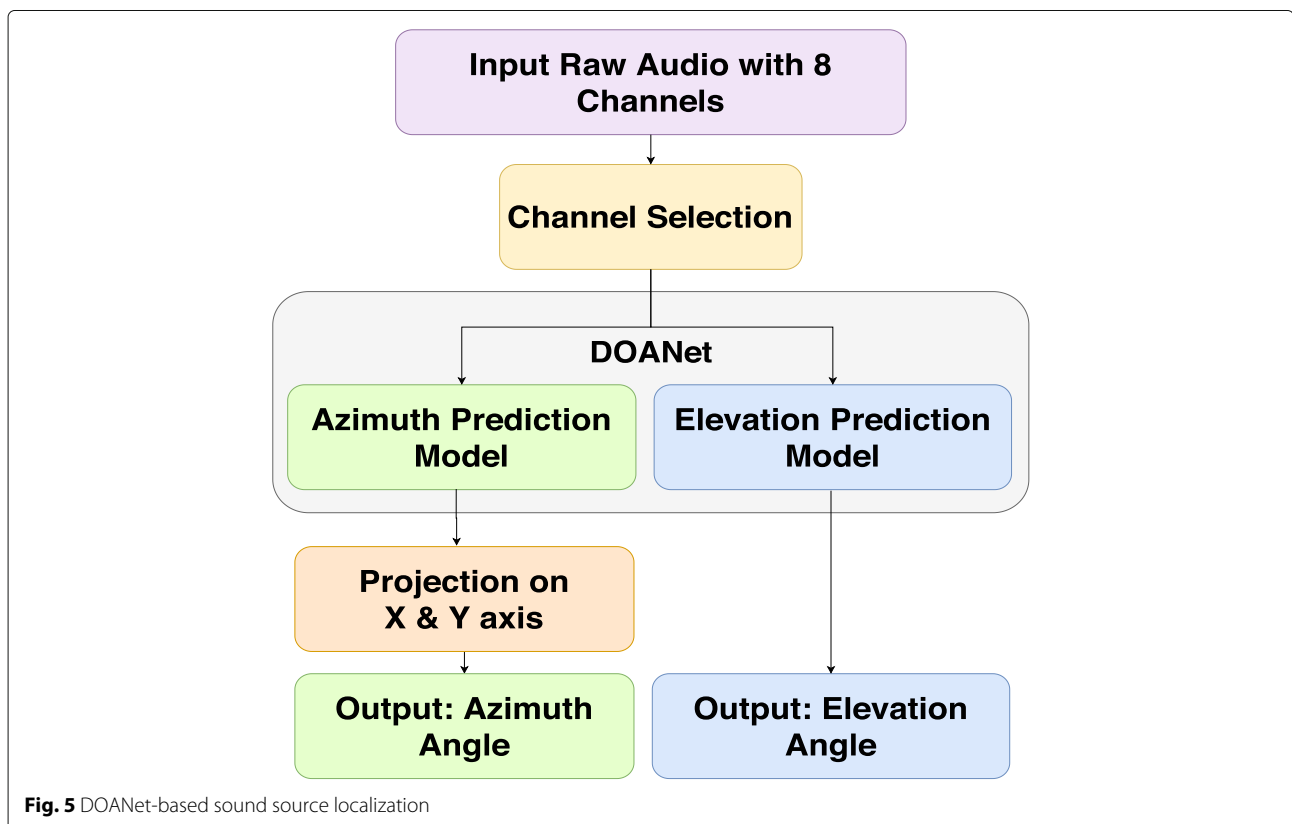 Input Raw Audio with 8
Channels
Channel Selection
DOANet
Azimuth Prediction
Model
Elevation Prediction
Model
Projection on
X & Y axis
Output: Azimuth
Angle
Output: Elevation
Angle
Fig. 5 DOANet-based sound source localization